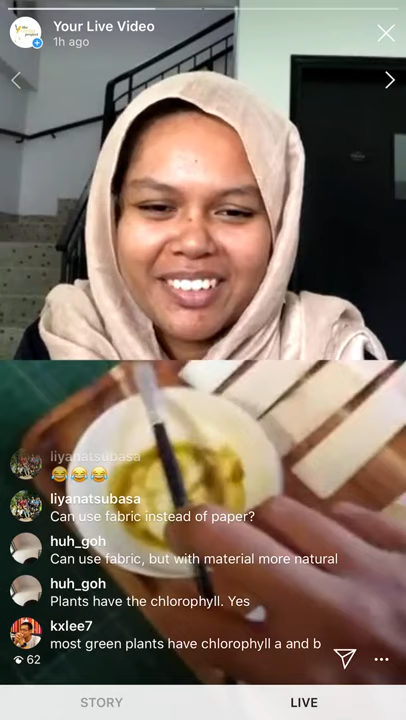 Your Live Video
1h ago
liyanatsubasa
😂😂😂
liyanatsubasa
Can use fabric instead of paper?
huh_goh
Can use fabric, but with material more natural
huh_goh
Plants have the chlorophyll. Yes
kxlee7
most green plants have chlorophyll a and b
62
STORY
LIVE